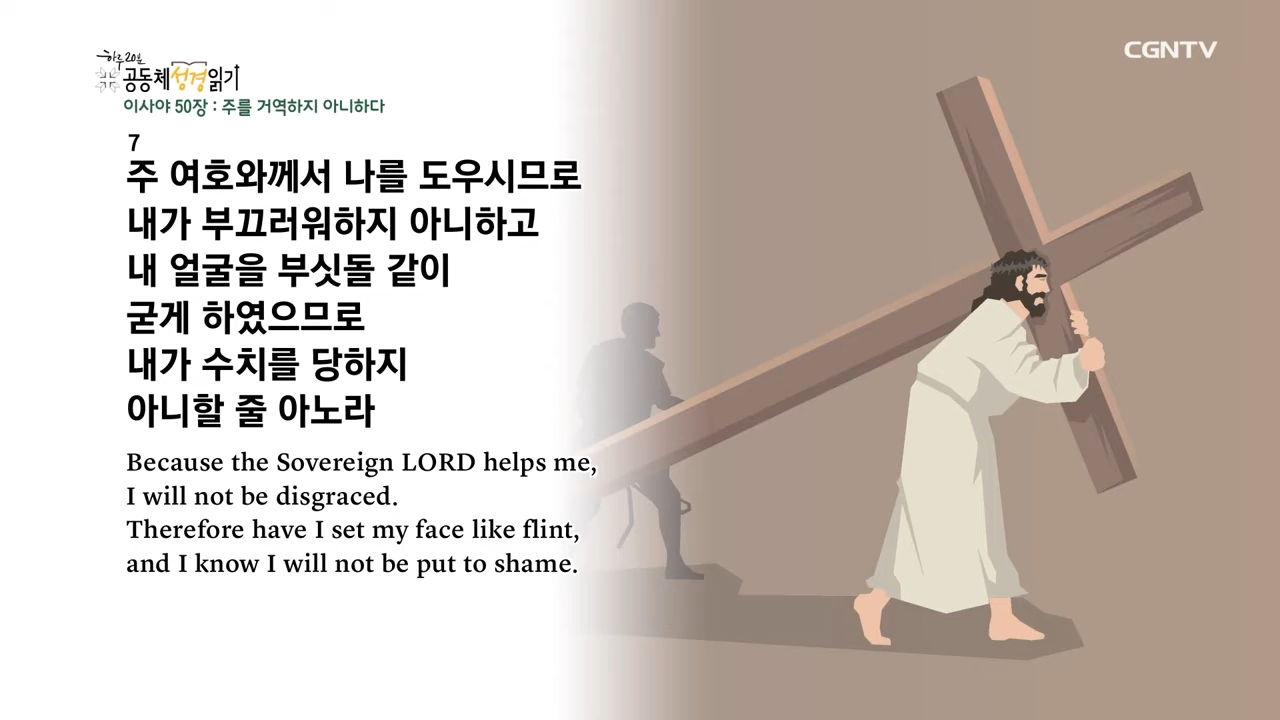 하루 20분
공동체성경읽기
CGNTV
이사야 50장 : 주를 거역하지 아니하다
7
주 여호와께서 나를 도우시므로
내가 부끄러워하지 아니하고
내 얼굴을 부싯돌 같이
굳게 하였으므로
내가 수치를 당하지
아니할 줄 아노라
Because the Sovereign LORD helps me,
I will not be disgraced.
Therefore have I set my face like flint,
and I know I will not be put to shame.